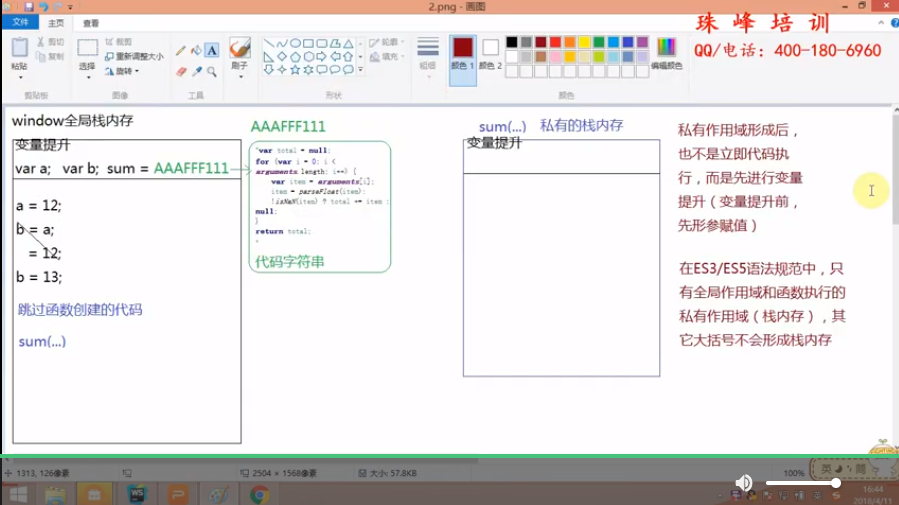 2.png - 画图
文件
主页
查看
珠峰培训
QQ/电话：400-180-6960
粘贴
剪切
复制
选择
裁剪
重新调整大小
旋转
A
刷子
轮廓
填充
粗细
颜色 1
颜色 2
编辑颜色
剪贴板
图像
工具
形状
颜色
window全局栈内存
变量提升
var a; var b; sum = AAAFFF111
a = 12;
b = a;
= 12;
b = 13;
跳过函数创建的代码
sum(...)
AAAFFF111
"var total = null;
for (var i = 0; i <
arguments.length; i++) {
var item = arguments[i];
item = parseFloat(item);
!isNaN(item) ? total += item :
null;
}
return total;
"
代码字符串
sum(...) 私有的栈内存
变量提升
私有作用域形成后，
也不是立即代码执
行，而是先进行变量
提升（变量提升前，
先形参赋值）
在ES3/ES5语法规范中，只
有全局作用域和函数执行的
私有作用域（栈内存），其
它大括号不会形成栈内存
1313, 126像素
2504 × 1568像素
大小: 57.8KB
100%
英
简
16:44
2018/4/11